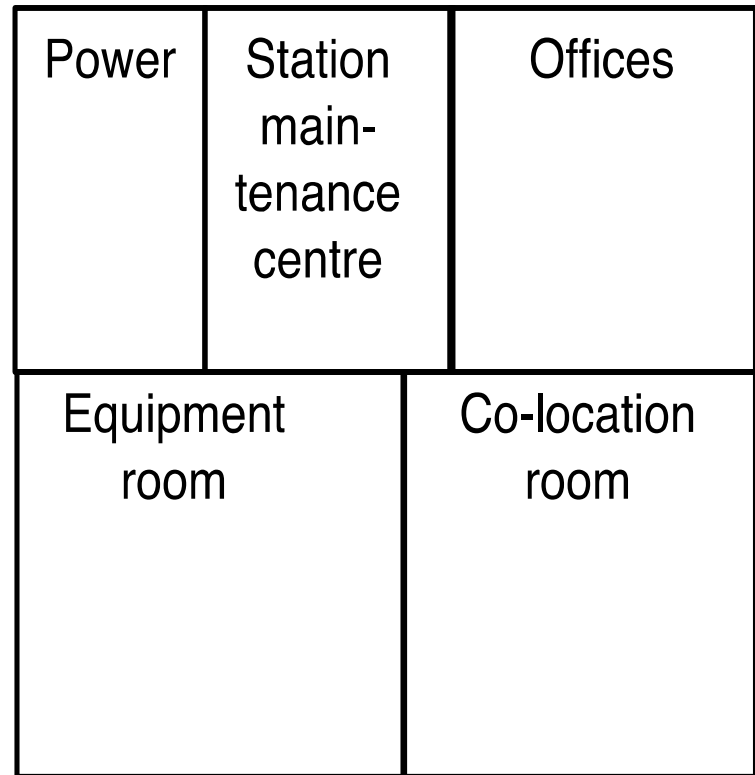 Power
Station
main-
tenance
centre
Offices
Equipment
room
Co-location
room